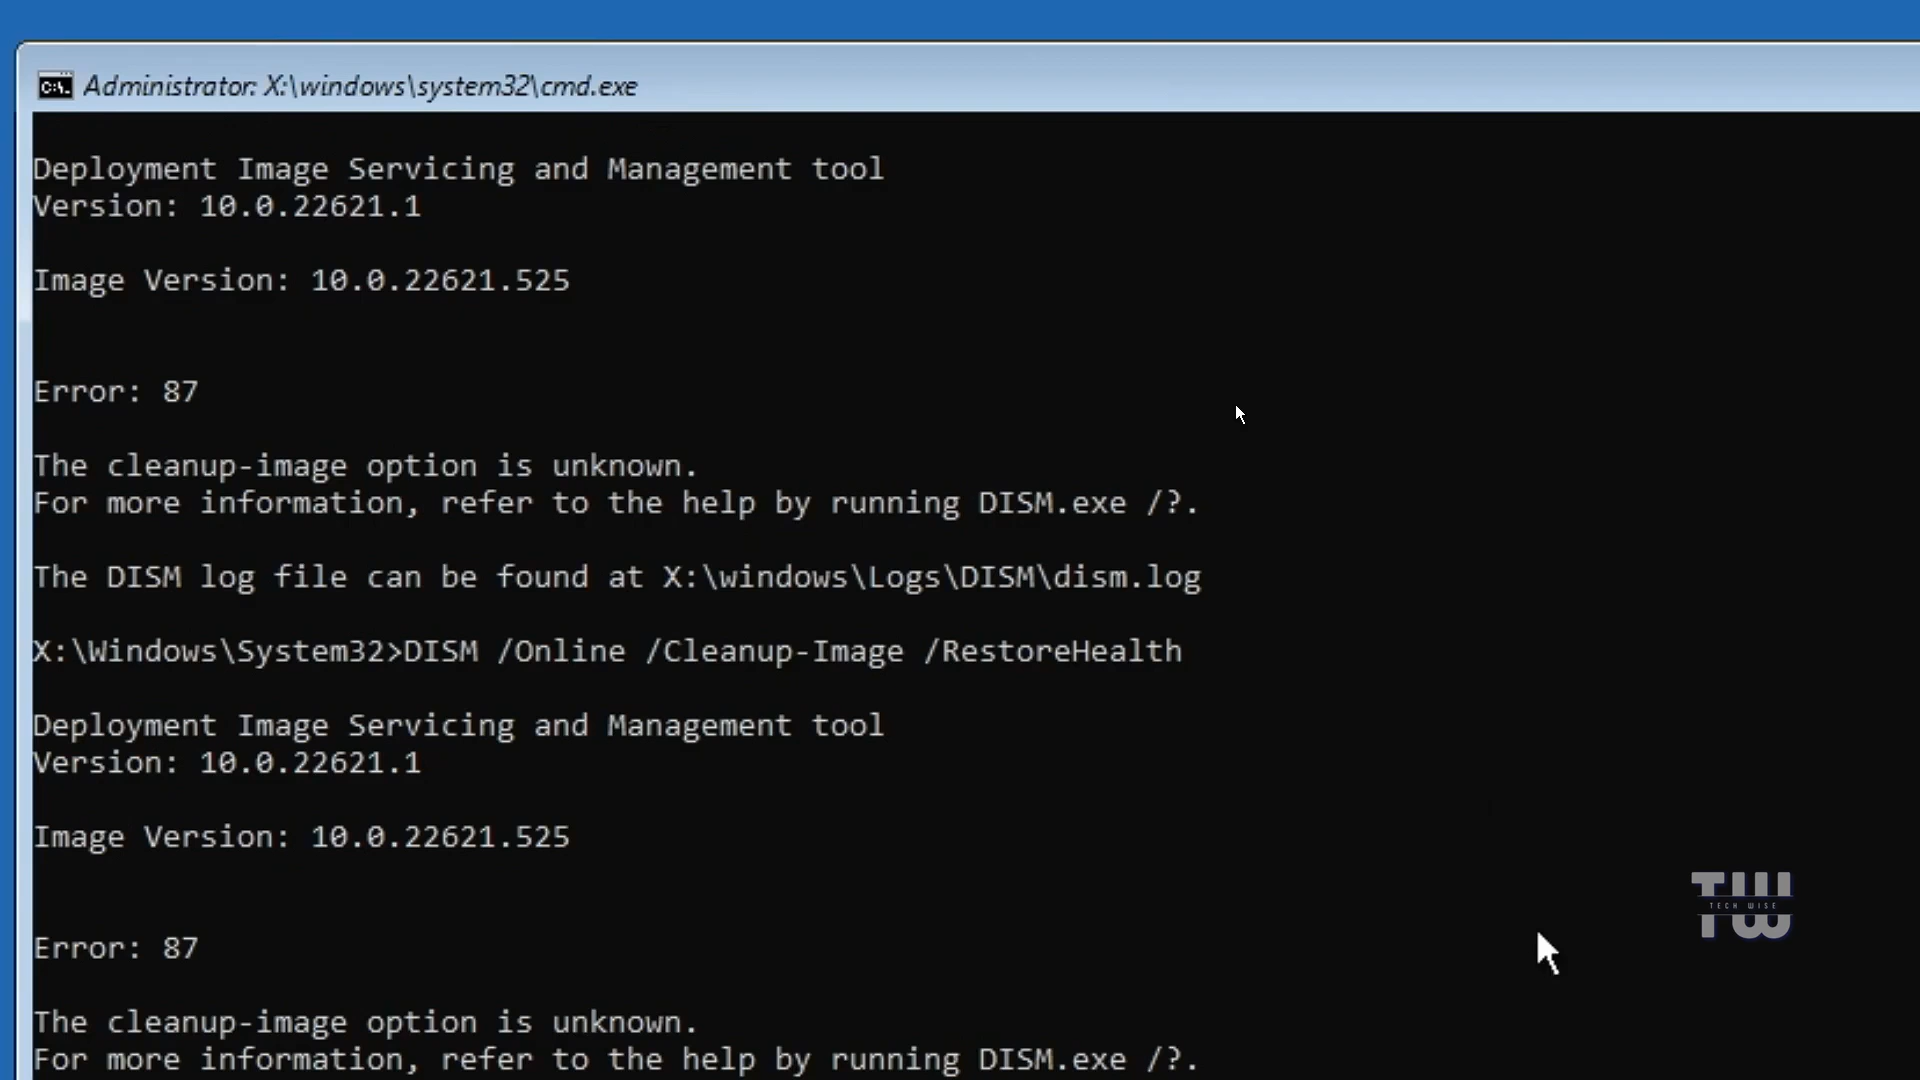 Administrator: X:\windows\system32\cmd.exe
Deployment Image Servicing and Management tool
Version: 10.0.22621.1
Image Version: 10.0.22621.525
Error: 87
The cleanup-image option is unknown.
For more information, refer to the help by running DISM.exe /?.
The DISM log file can be found at X:\windows\Logs\DISM\dism.log
X:\Windows\System32>DISM /Online /Cleanup-Image /RestoreHealth
Deployment Image Servicing and Management tool
Version: 10.0.22621.1
Image Version: 10.0.22621.525
Error: 87
The cleanup-image option is unknown.
For more information, refer to the help by running DISM.exe /?.
TW
TECH WISE